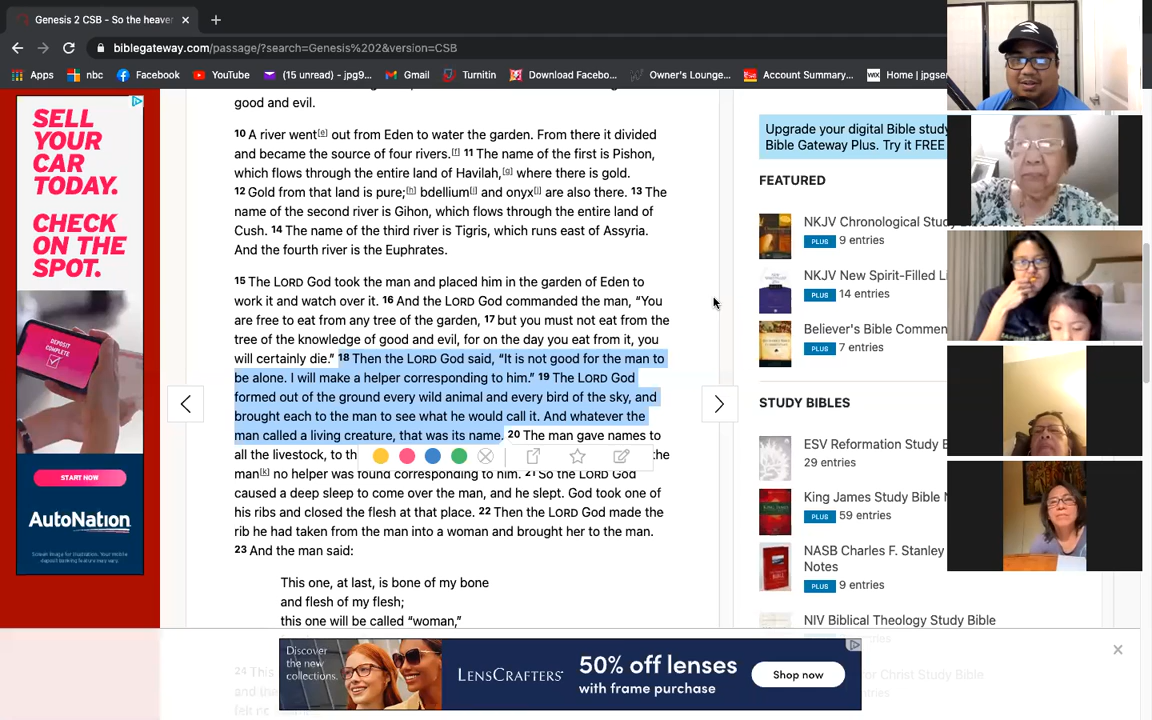 Genesis 2 CSB - So the heaven
biblegateway.com/passage/?search=Genesis%202&version=CSB
Apps nbc Facebook YouTube (15 unread) - jpg9... Gmail Turnitin Download Facebo... Owner's Lounge... Account Summary... WIX Home | jpgser
SELL
YOUR
CAR
TODAY.
CHECK
ON THE
SPOT.
DEPOSIT
COMPLETE
START NOW
AutoNation
good and evil.
10 A river went[e] out from Eden to water the garden. From there it divided
and became the source of four rivers.[f] 11 The name of the first is Pishon,
which flows through the entire land of Havilah,[g] where there is gold.
12 Gold from that land is pure;[h] bdellium[i] and onyx[j] are also there. 13 The
name of the second river is Gihon, which flows through the entire land of
Cush. 14 The name of the third river is Tigris, which runs east of Assyria.
And the fourth river is the Euphrates.
15 The LORD God took the man and placed him in the garden of Eden to
work it and watch over it. 16 And the LORD God commanded the man, “You
are free to eat from any tree of the garden, 17 but you must not eat from the
tree of the knowledge of good and evil, for on the day you eat from it, you
will certainly die.” 18 Then the LORD God said, “It is not good for the man to
be alone. I will make a helper corresponding to him.” 19 The LORD God
formed out of the ground every wild animal and every bird of the sky, and
brought each to the man to see what he would call it. And whatever the
man called a living creature, that was its name. 20 The man gave names to
all the livestock, to th the
man[k] no helper was found corresponding to him. 21 So the LORD God
caused a deep sleep to come over the man, and he slept. God took one of
his ribs and closed the flesh at that place. 22 Then the LORD God made the
rib he had taken from the man into a woman and brought her to the man.
23 And the man said:
This one, at last, is bone of my bone
and flesh of my flesh;
this one will be called “woman,”
24 This
and the
felt no
Upgrade your digital Bible study
Bible Gateway Plus. Try it FREE
FEATURED
NKJV Chronological Stu
PLUS 9 entries
NKJV New Spirit-Filled Li
PLUS 14 entries
Believer's Bible Commen
PLUS 7 entries
STUDY BIBLES
ESV Reformation Study B
29 entries
King James Study Bible N
PLUS 59 entries
NASB Charles F. Stanley
Notes
PLUS 9 entries
NIV Biblical Theology Study Bible
or Christ Study Bible
Discover
the new
collections.
LENSCRAFTERS
50% off lenses
with frame purchase
Shop now